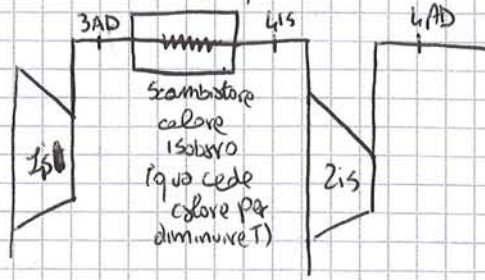 3AD
4is
4AD
Scambiatore
calore
isobaro
(qua cede
calore per
diminuire T)
2is